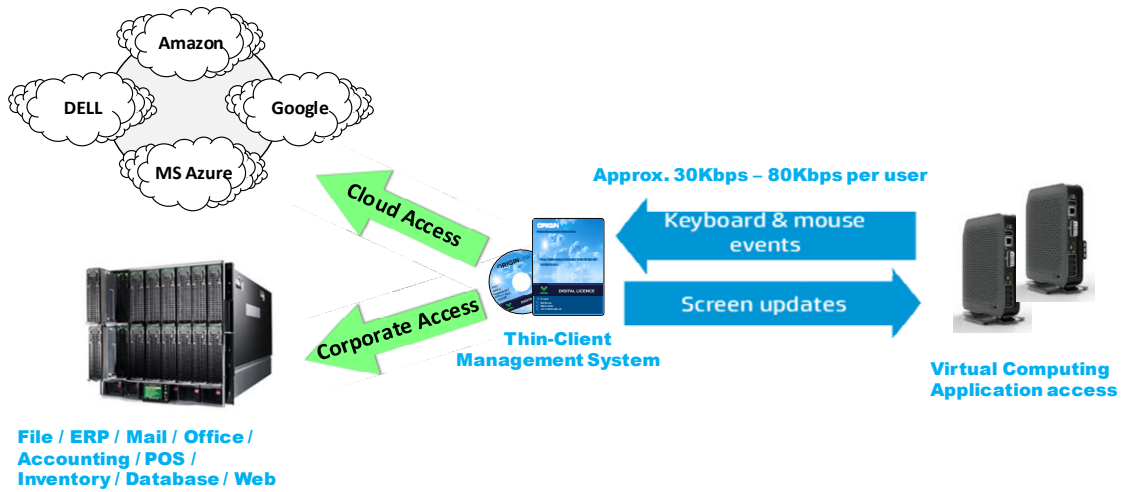 Amazon
DELL
Google
MS Azure
Approx. 30Kbps – 80Kbps per user
Cloud Access
Keyboard & mouse
events
ORIGIN
ORIGIN
DIGITAL LICENCE
Screen updates
Corporate Access
Thin-Client
Management System
Virtual Computing
Application access
File / ERP / Mail / Office /
Accounting / POS /
Inventory / Database / Web